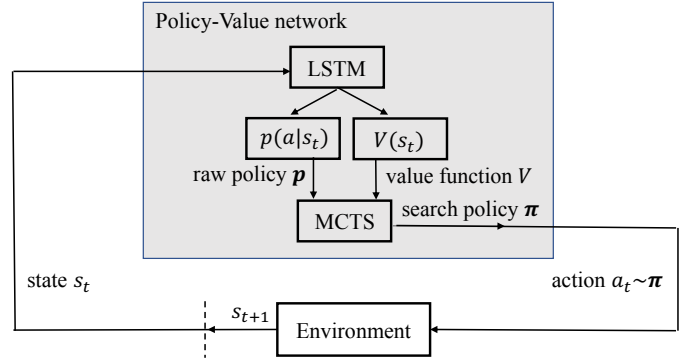 Policy-Value network
LSTM
p(a|s_t)
V(s_t)
raw policy p
value function V
MCTS
search policy π
state s_t
action a_t~π
s_{t+1}
Environment